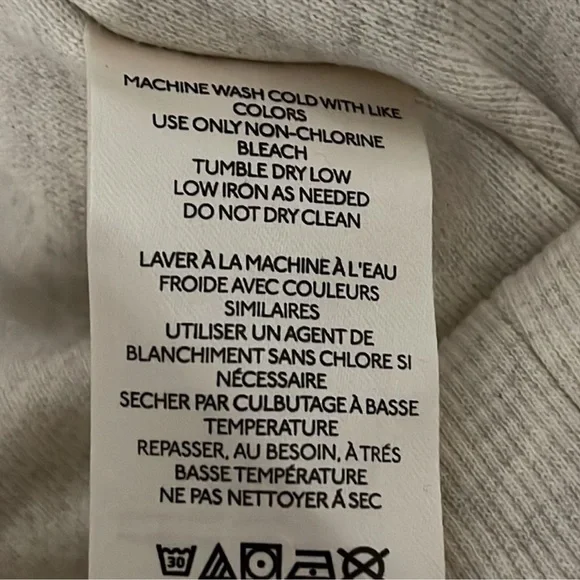 MACHINE WASH COLD WITH LIKE
COLORS
USE ONLY NON-CHLORINE
BLEACH
TUMBLE DRY LOW
LOW IRON AS NEEDED
DO NOT DRY CLEAN
LAVER À LA MACHINE À L'EAU
FROIDE AVEC COULEURS
SIMILAIRES
UTILISER UN AGENT DE
BLANCHIMENT SANS CHLORE SI
NÉCESSAIRE
SECHER PAR CULBUTAGE À BASSE
TEMPERATURE
REPASSER, AU BESOIN, À TRÉS
BASSE TEMPÉRATURE
NE PAS NETTOYER Á SEC
30